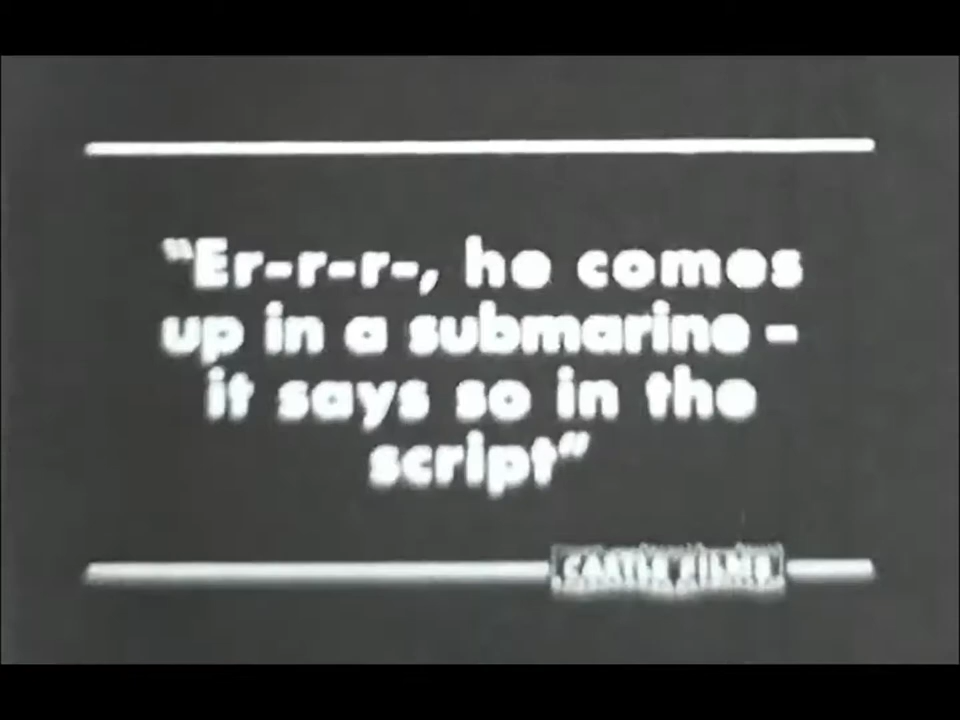 "Er-r-r-, he comes
up in a submarine –
it says so in the
script"
CASTLE FILMS